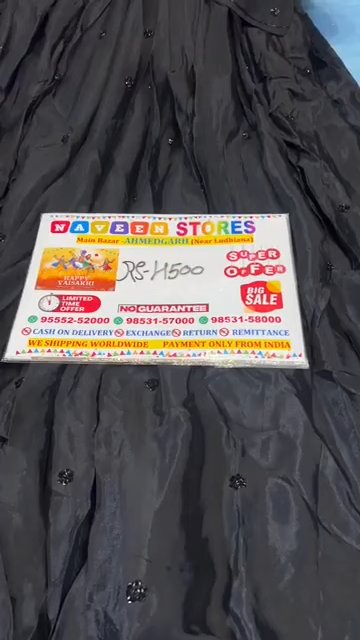 NAVEEN STORES
Main Bazar -AHMEDGARH (Near Ludhiana)
HAPPY VAISAKHI
RS-4500
SUPER OFFER
LIMITED TIME OFFER
NO GUARANTEE
BIG SALE
95552-52000 98531-57000 98531-58000
CASH ON DELIVERY EXCHANGE RETURN REMITTANCE
WE SHIPPING WORLDWIDE PAYMENT ONLY FROM INDIA